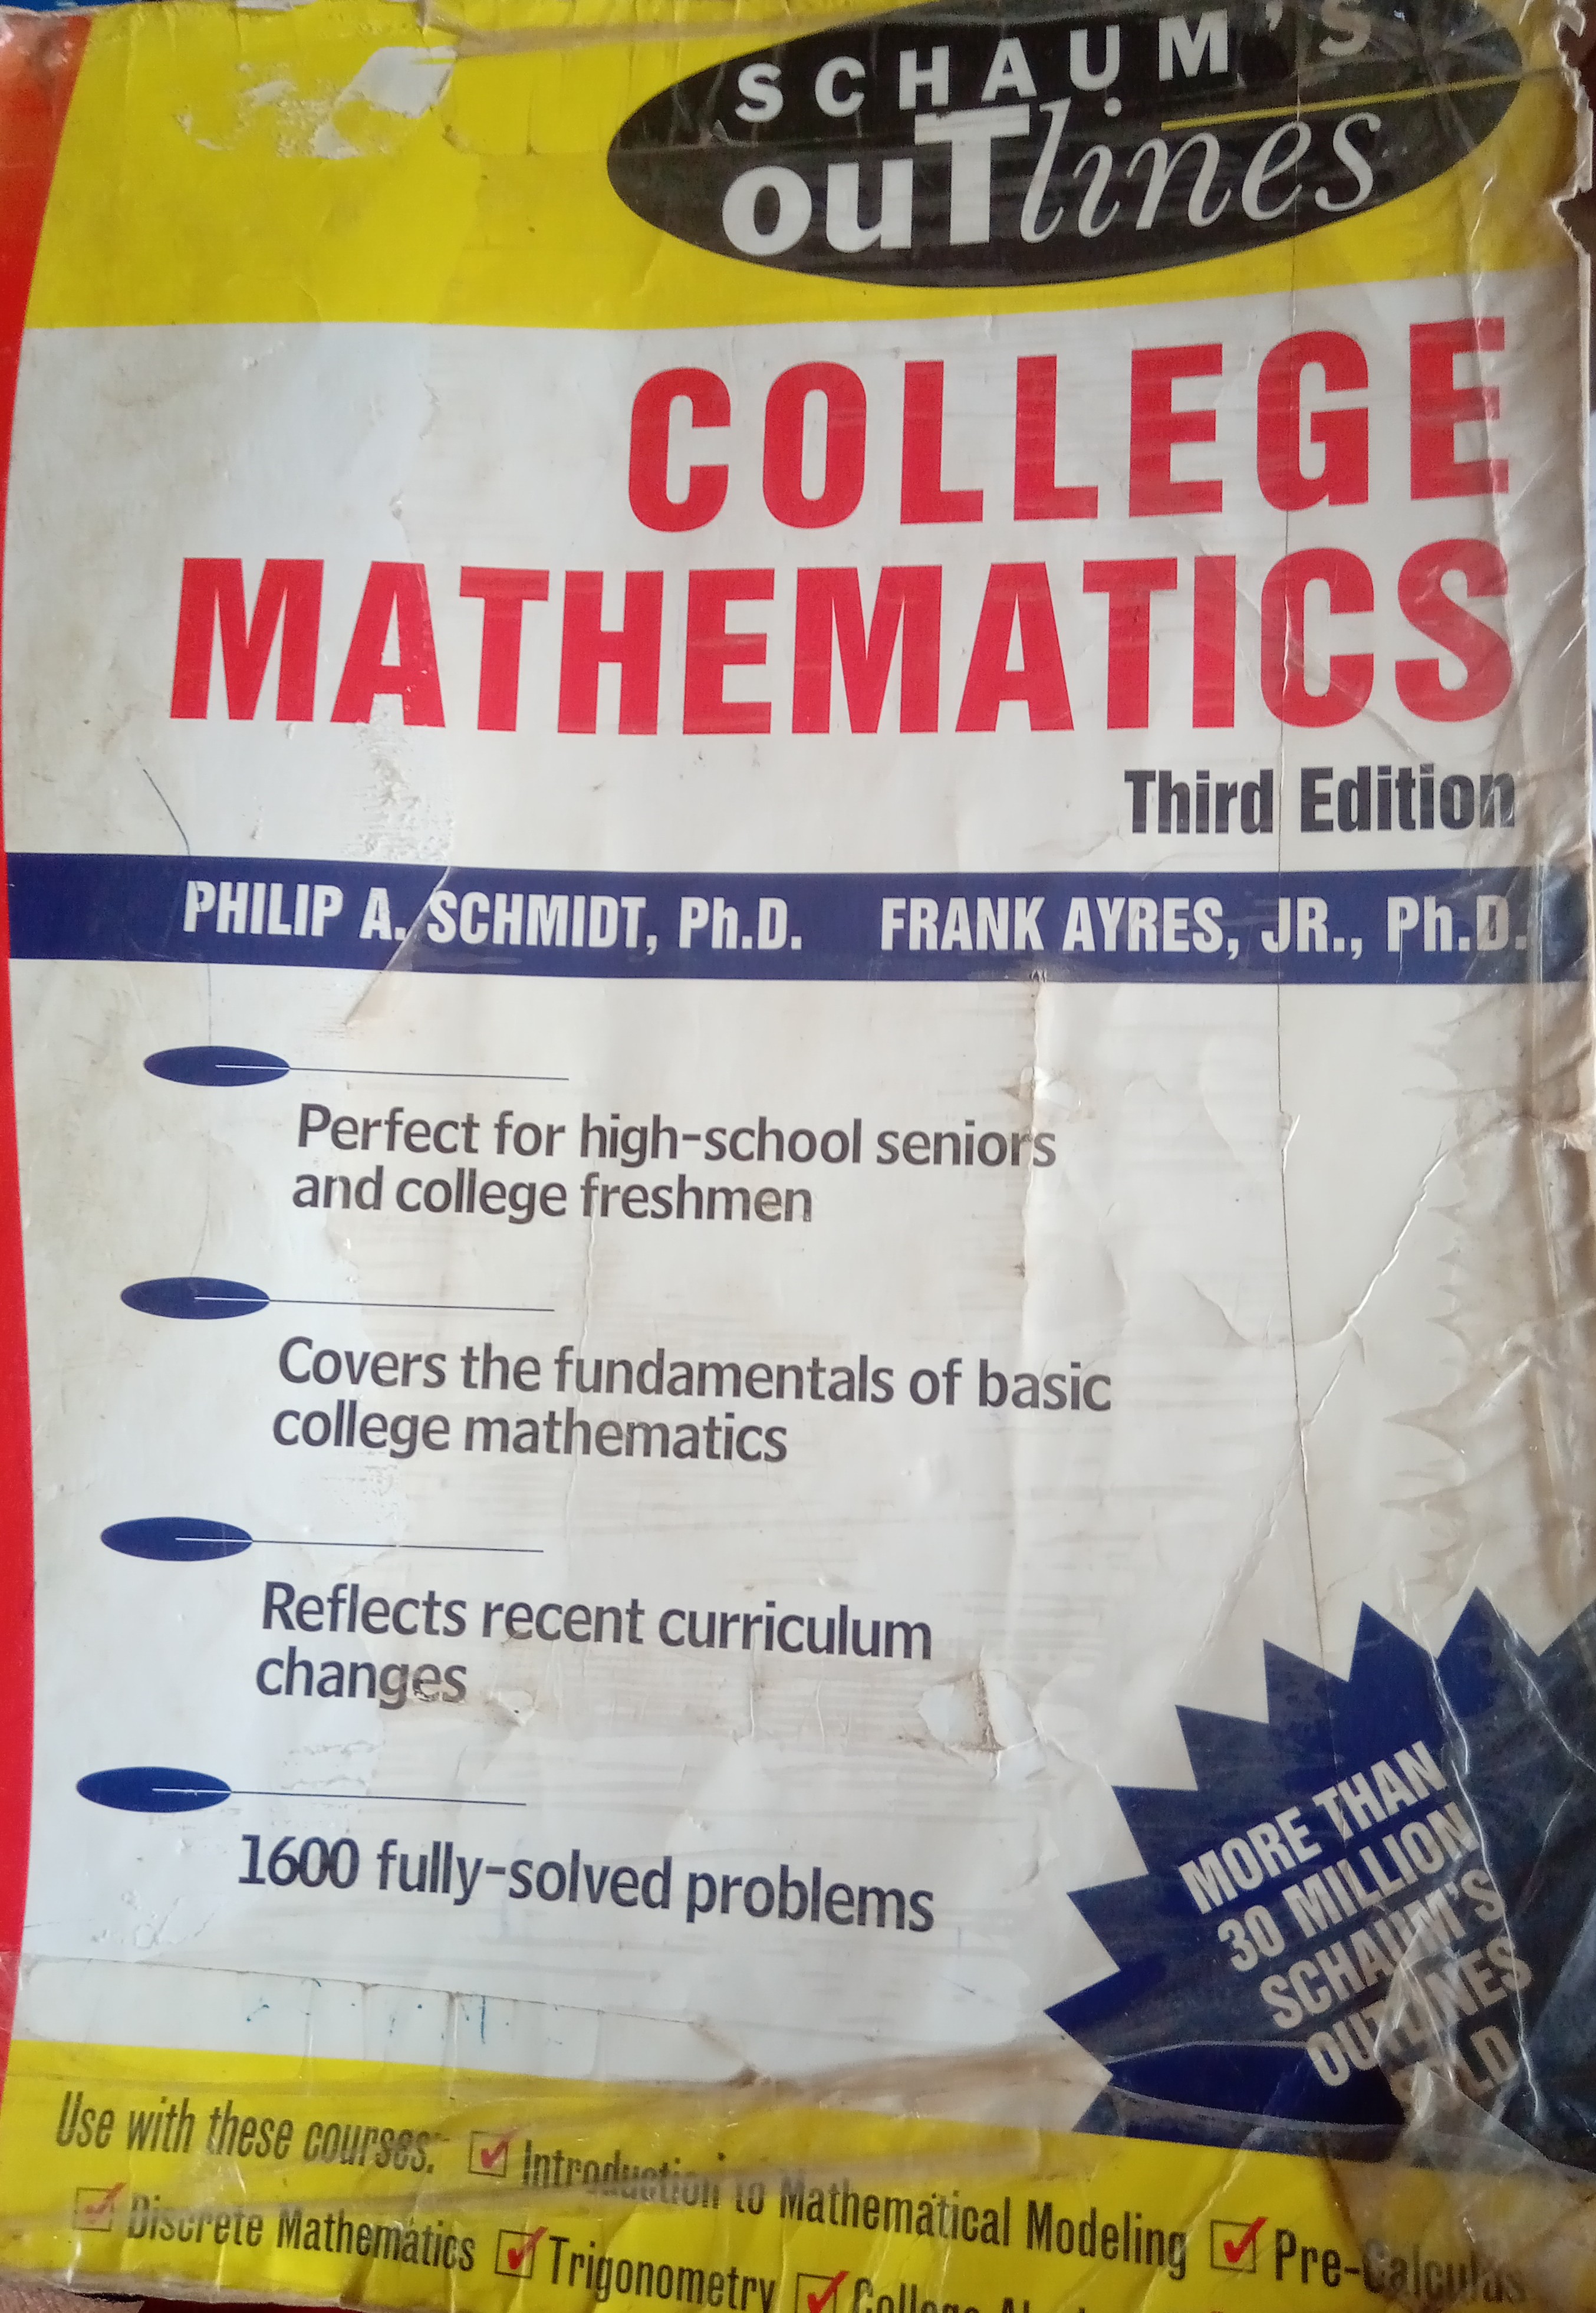 SCHAUM'S
ouTlines
COLLEGE
MATHEMATICS
Third Edition
PHILIP A. SCHMIDT, Ph.D. FRANK AYRES, JR., Ph.D.
Perfect for high-school seniors
and college freshmen
Covers the fundamentals of basic
college mathematics
Reflects recent curriculum
changes
1600 fully-solved problems
MORE THAN
30 MILLION
SCHAUM'S
OUTLINES
SOLD
Use with these courses: Introduction to Mathematical Modeling Pre-Calculus
Discrete Mathematics Trigonometry College